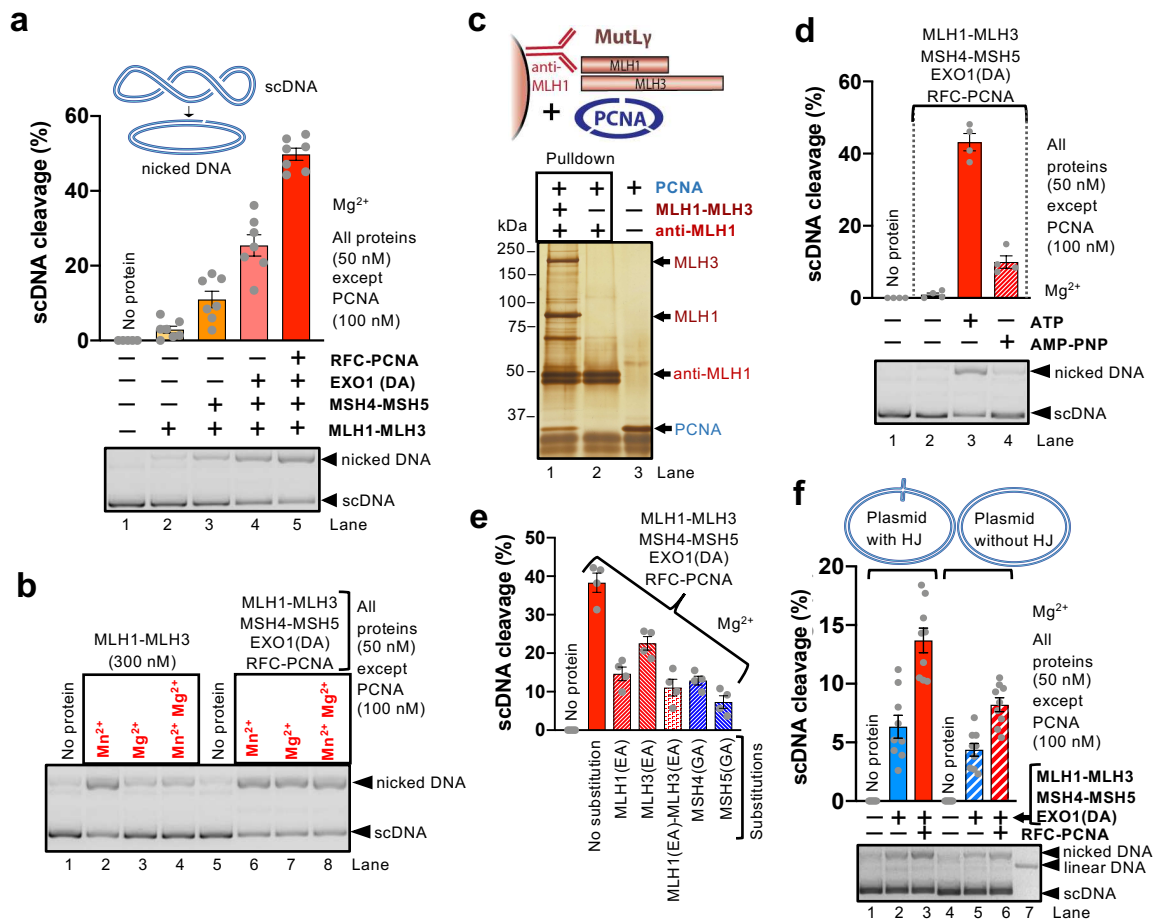 a
scDNA
nicked DNA
scDNA cleavage (%)
60
40
20
0
No protein
Mg²⁺
All proteins
(50 nM)
except
PCNA
(100 nM)
— — — — + RFC-PCNA
— — — + + EXO1 (DA)
— — + + + MSH4-MSH5
— + + + + MLH1-MLH3
nicked DNA
scDNA
1 2 3 4 5 Lane
b
MLH1-MLH3
(300 nM)
MLH1-MLH3
MSH4-MSH5
EXO1(DA)
RFC-PCNA
All
proteins
(50 nM)
except
PCNA
(100 nM)
No protein
Mn²⁺
Mg²⁺
Mn²⁺ Mg²⁺
No protein
Mn²⁺
Mg²⁺
Mn²⁺ Mg²⁺
nicked DNA
scDNA
1 2 3 4 5 6 7 8 Lane
c
MutLγ
anti-
MLH1
MLH1
MLH3
+
PCNA
Pulldown
+ + + PCNA
+ — — MLH1-MLH3
+ + — anti-MLH1
kDa
250
150
100
75
50
37
MLH3
MLH1
anti-MLH1
PCNA
1 2 3 Lane
d
MLH1-MLH3
MSH4-MSH5
EXO1(DA)
RFC-PCNA
scDNA cleavage (%)
60
40
20
0
No protein
All
proteins
(50 nM)
except
PCNA
(100 nM)
Mg²⁺
— — + — ATP
— — — + AMP-PNP
nicked DNA
scDNA
1 2 3 4 Lane
e
MLH1-MLH3
MSH4-MSH5
EXO1(DA)
RFC-PCNA
Mg²⁺
scDNA cleavage (%)
50
40
30
20
10
0
No protein
No substitution
MLH1(EA)
MLH3(EA)
MLH1(EA)-MLH3(EA)
MSH4(GA)
MSH5(GA)
Substitutions
f
Plasmid
with HJ
Plasmid
without HJ
scDNA cleavage (%)
20
15
10
5
0
No protein
No protein
Mg²⁺
All
proteins
(50 nM)
except
PCNA
(100 nM)
MLH1-MLH3
MSH4-MSH5
— + + — + + EXO1(DA)
— — + — — + RFC-PCNA
nicked DNA
linear DNA
scDNA
1 2 3 4 5 6 7 Lane